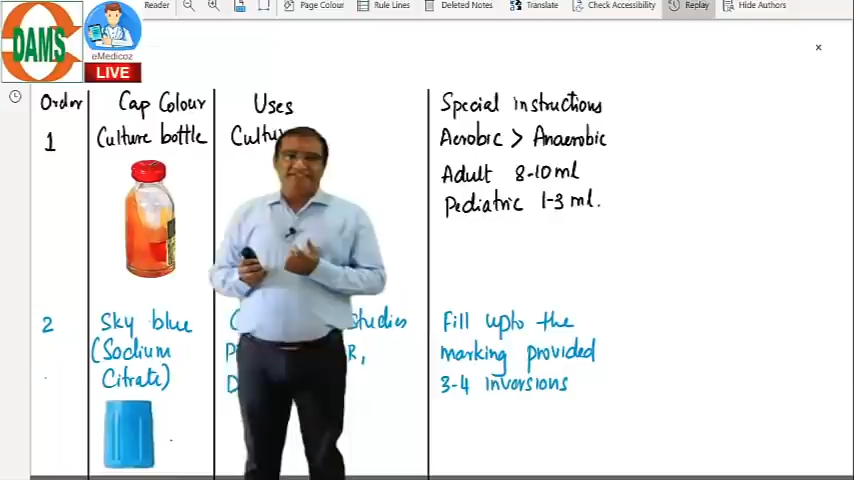 Reader
Page Colour
Rule Lines
Deleted Notes
Translate
Check Accessibility
Replay
Hide Authors
DAMS
eMedicoz
LIVE
Order Cap Colour Uses Special instructions
1 Culture bottle Aerobic > Anaerobic
Adult 8-10 ml
Pediatric 1-3 ml.
2 Sky blue studies Fill upto the
(Sodium marking provided
Citrate) 3-4 inversions